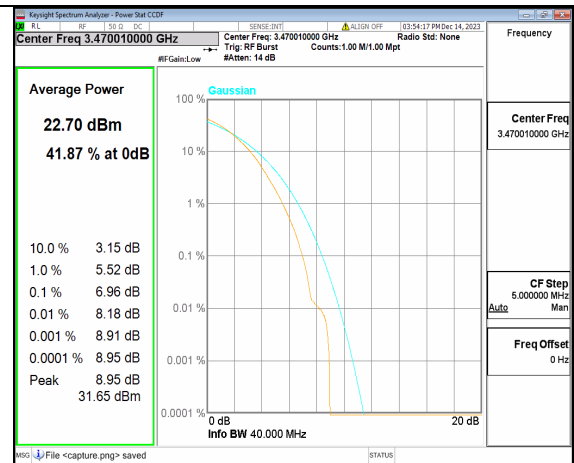 Keysight Spectrum Analyzer - Power Stat CCDF
LXI RL RF 50 Ω DC SENSE:INT ALIGN OFF 03:54:17 PM Dec 14, 2023
Center Freq 3.470010000 GHz
Center Freq: 3.470010000 GHz Radio Std: None
Trig: RF Burst Counts:1.00 M/1.00 Mpt
#IFGain:Low #Atten: 14 dB
Frequency
Average Power
22.70 dBm
41.87 % at 0dB
10.0 % 3.15 dB
1.0 % 5.52 dB
0.1 % 6.96 dB
0.01 % 8.18 dB
0.001 % 8.91 dB
0.0001 % 8.95 dB
Peak 8.95 dB
31.65 dBm
Gaussian
100 %
10 %
1 %
0.1 %
0.01 %
0.001 %
0.0001 %
0 dB 20 dB
Info BW 40.000 MHz
Center Freq
3.470010000 GHz
CF Step
5.000000 MHz
Auto Man
Freq Offset
0 Hz
MSG File <capture.png> saved STATUS